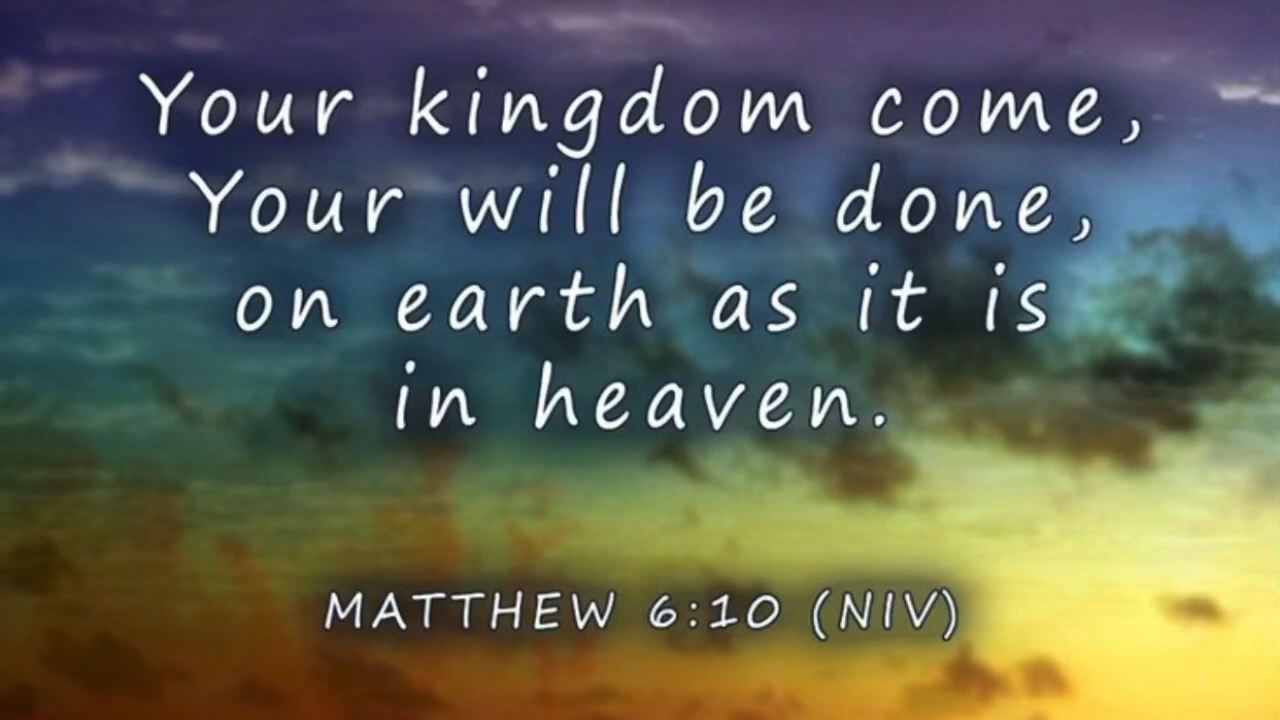 Your kingdom come,
Your will be done,
on earth as it is
in heaven.
MATTHEW 6:10 (NIV)